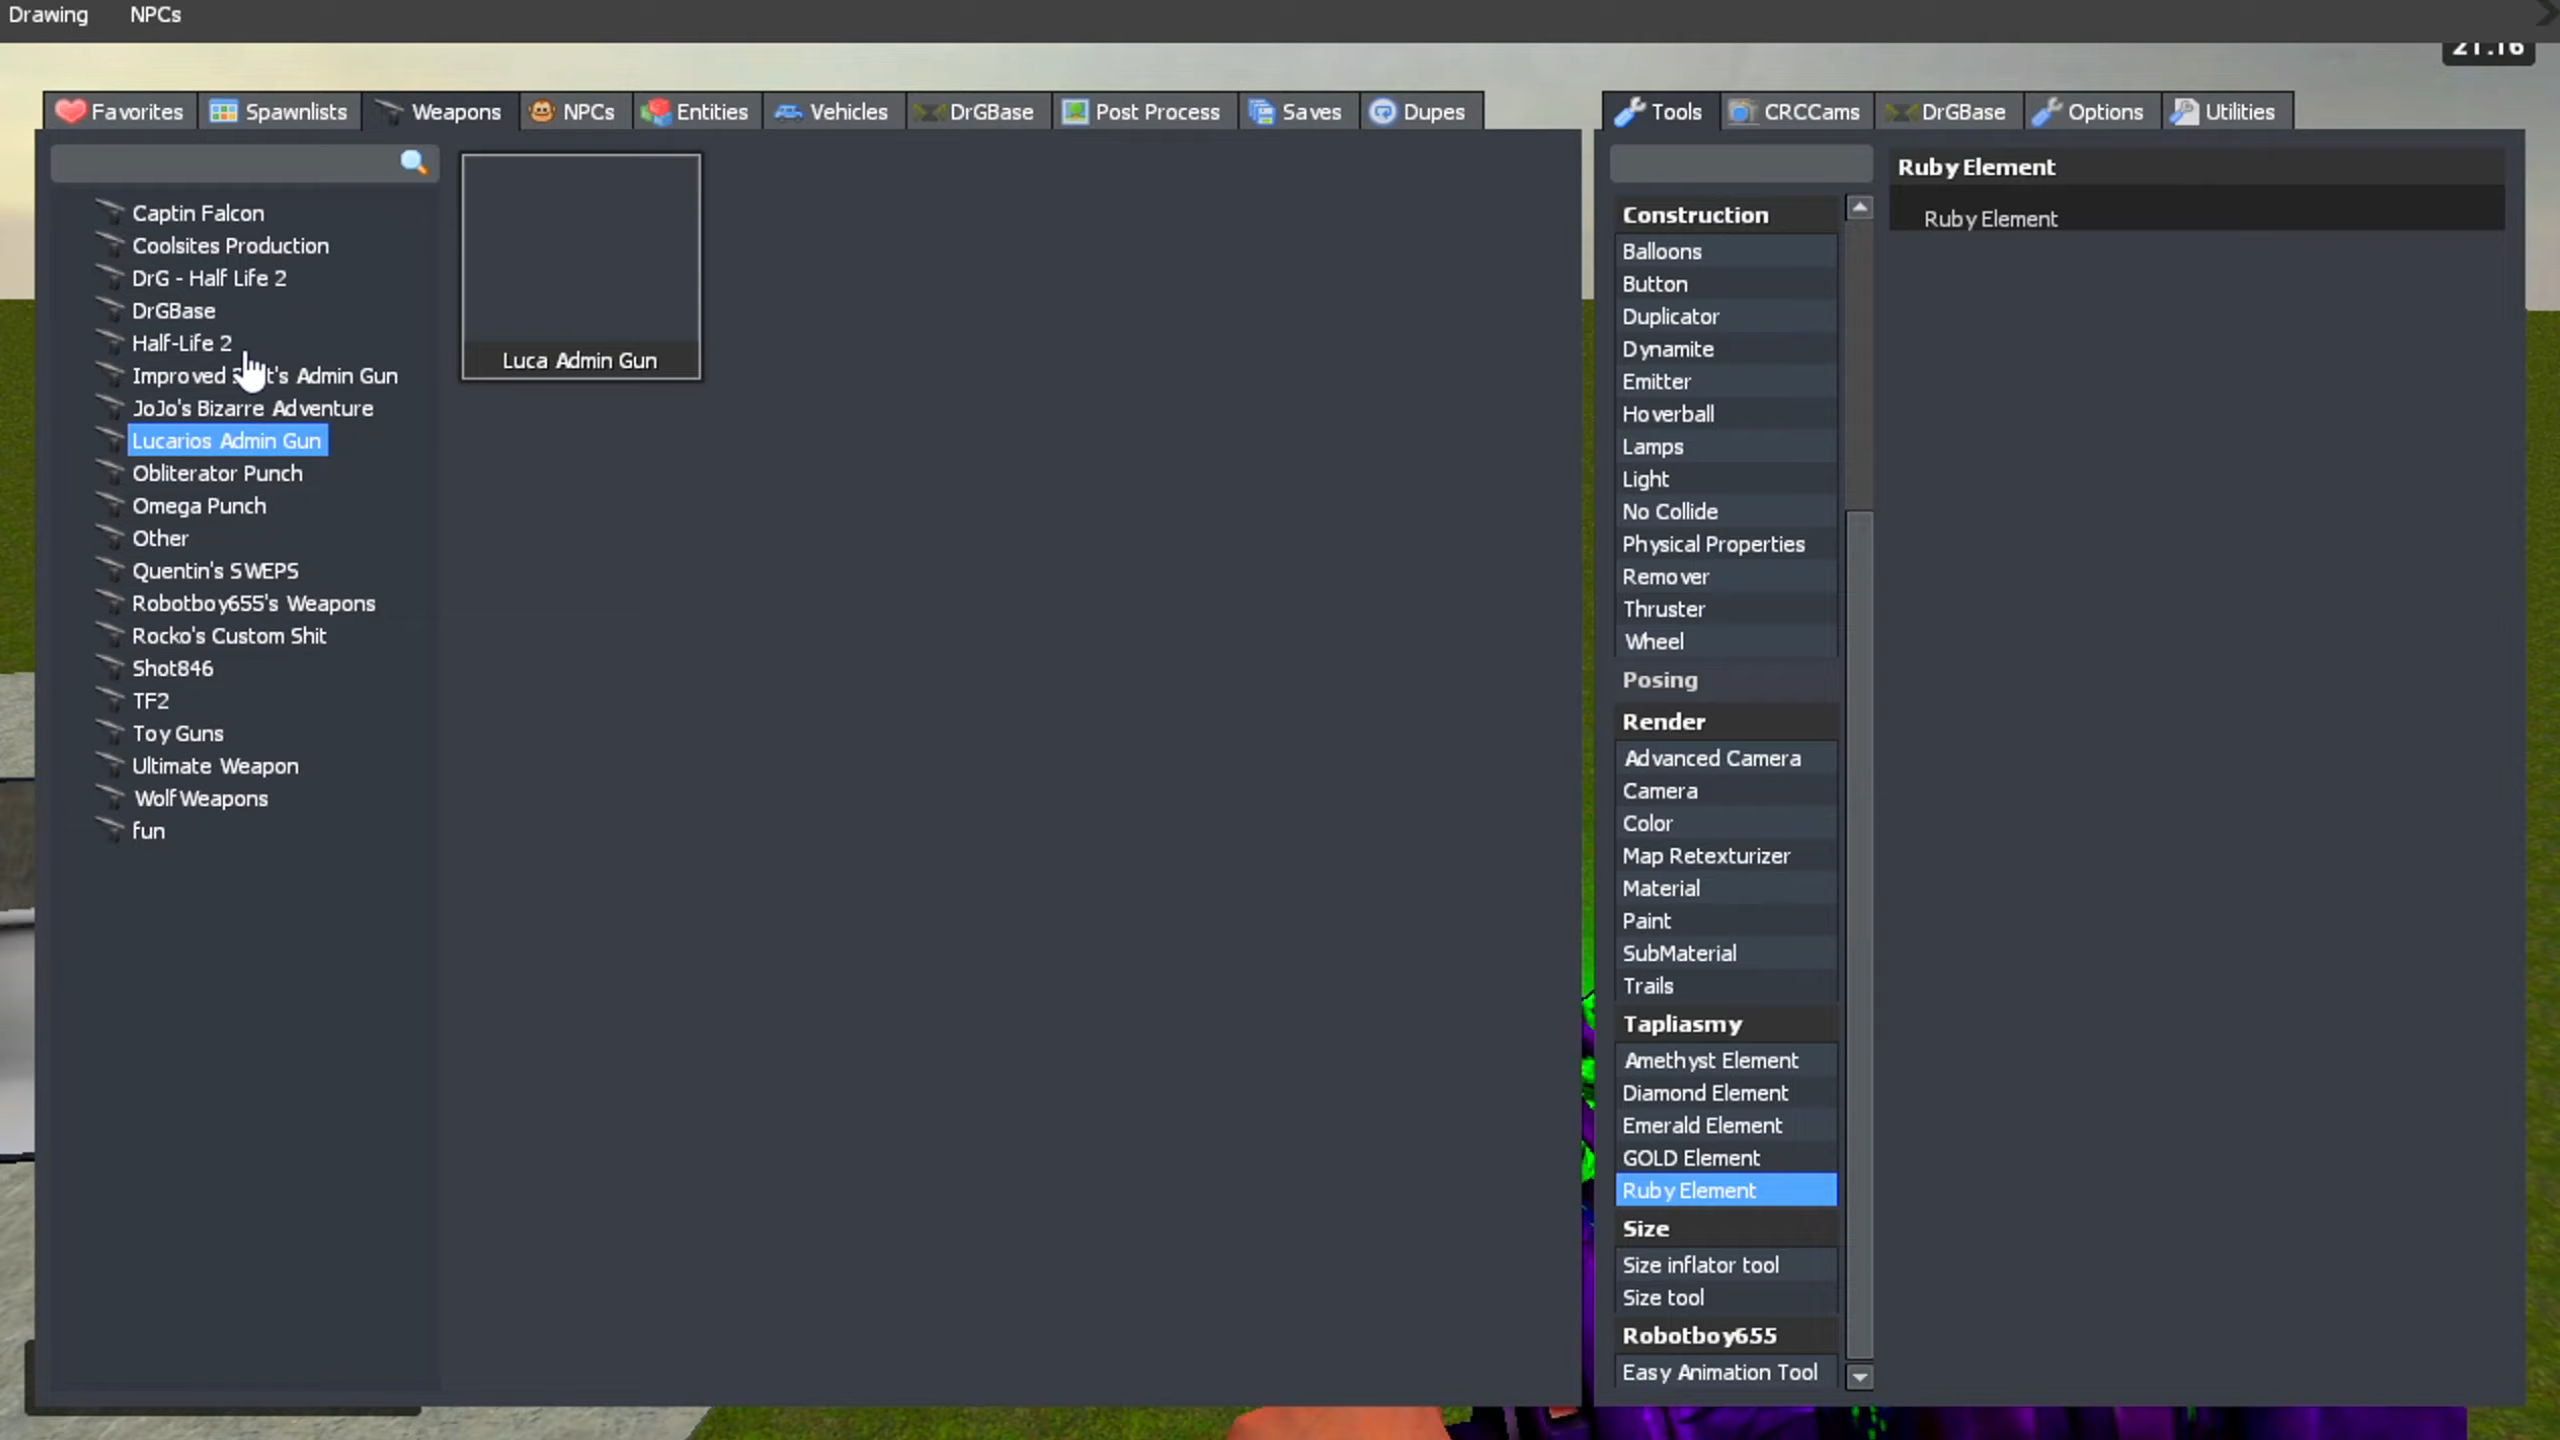 Drawing NPCs
21:16
Favorites Spawnlists Weapons NPCs Entities Vehicles DrGBase Post Process Saves Dupes
Captin Falcon
Coolsites Production
DrG - Half Life 2
DrGBase
Half-Life 2
Improved t's Admin Gun
JoJo's Bizarre Adventure
Lucarios Admin Gun
Obliterator Punch
Omega Punch
Other
Quentin's SWEPS
Robotboy655's Weapons
Rocko's Custom Shit
Shot846
TF2
Toy Guns
Ultimate Weapon
Wolf Weapons
fun
Luca Admin Gun
Tools CRCCams DrGBase Options Utilities
Construction
Balloons
Button
Duplicator
Dynamite
Emitter
Hoverball
Lamps
Light
No Collide
Physical Properties
Remover
Thruster
Wheel
Posing
Render
Advanced Camera
Camera
Color
Map Retexturizer
Material
Paint
SubMaterial
Trails
Tapliasmy
Amethyst Element
Diamond Element
Emerald Element
GOLD Element
Ruby Element
Size
Size inflator tool
Size tool
Robotboy655
Easy Animation Tool
Ruby Element
Ruby Element